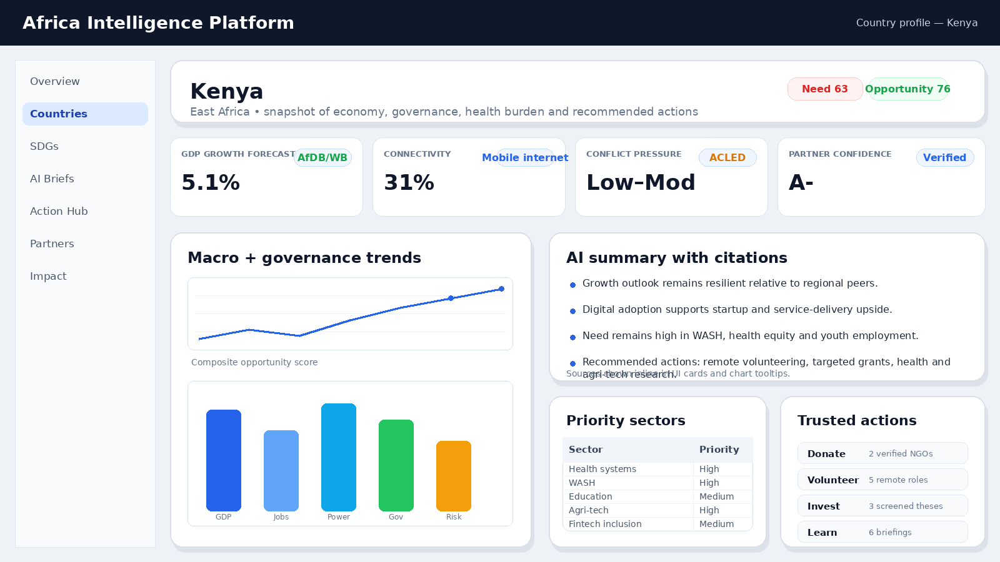 Africa Intelligence Platform
Country profile — Kenya
Overview
Countries
SDGs
AI Briefs
Action Hub
Partners
Impact
Kenya
East Africa • snapshot of economy, governance, health burden and recommended actions
Need 63
Opportunity 76
GDP GROWTH FORECAST
AfDB/WB
5.1%
CONNECTIVITY
Mobile internet
31%
CONFLICT PRESSURE
ACLED
Low–Mod
PARTNER CONFIDENCE
Verified
A-
Macro + governance trends
Composite opportunity score
GDP Jobs Power Gov Risk
AI summary with citations
• Growth outlook remains resilient relative to regional peers.
• Digital adoption supports startup and service-delivery upside.
• Need remains high in WASH, health equity and youth employment.
• Recommended actions: remote volunteering, targeted grants, health and
agri-tech research.
Sources shown inline in UI cards and chart tooltips.
Priority sectors
Sector Priority
Health systems High
WASH High
Education Medium
Agri-tech High
Fintech inclusion Medium
Trusted actions
Donate 2 verified NGOs
Volunteer 5 remote roles
Invest 3 screened theses
Learn 6 briefings